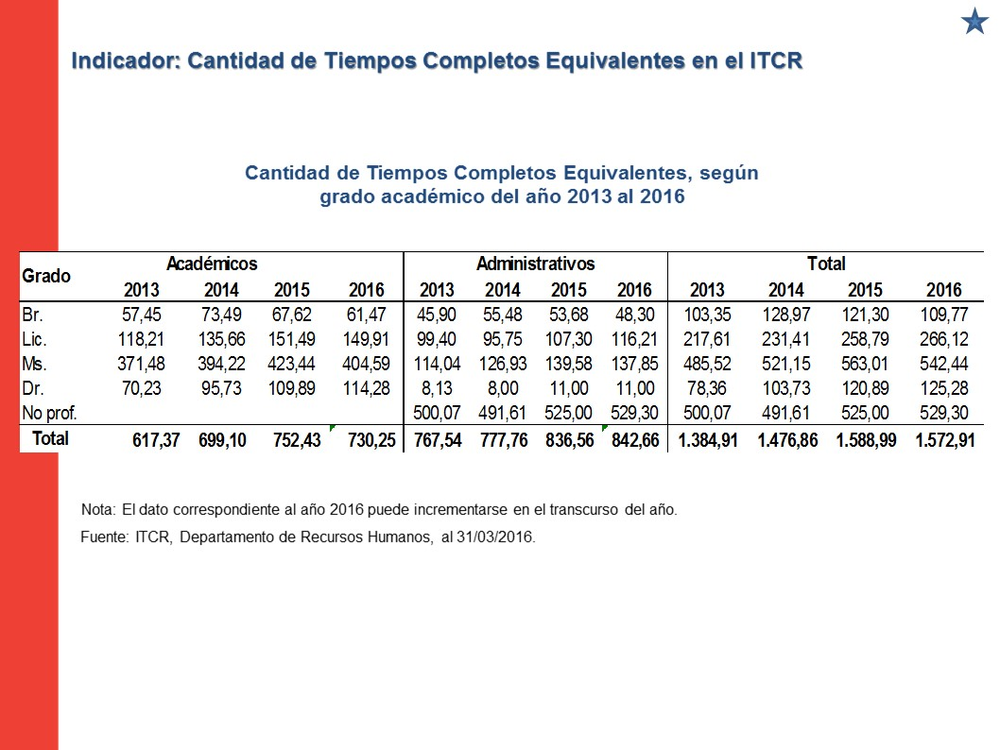 Indicador: Cantidad de Tiempos Completos Equivalentes en el ITCR
Cantidad de Tiempos Completos Equivalentes, según
grado académico del año 2013 al 2016
Grado Académicos Administrativos Total
2013 2014 2015 2016 2013 2014 2015 2016 2013 2014 2015 2016
Br. 57,45 73,49 67,62 61,47 45,90 55,48 53,68 48,30 103,35 128,97 121,30 109,77
Lic. 118,21 135,66 151,49 149,91 99,40 95,75 107,30 116,21 217,61 231,41 258,79 266,12
Ms. 371,48 394,22 423,44 404,59 114,04 126,93 139,58 137,85 485,52 521,15 563,01 542,44
Dr. 70,23 95,73 109,89 114,28 8,13 8,00 11,00 11,00 78,36 103,73 120,89 125,28
No prof. 500,07 491,61 525,00 529,30 500,07 491,61 525,00 529,30
Total 617,37 699,10 752,43 730,25 767,54 777,76 836,56 842,66 1.384,91 1.476,86 1.588,99 1.572,91
Nota: El dato correspondiente al año 2016 puede incrementarse en el transcurso del año.
Fuente: ITCR, Departamento de Recursos Humanos, al 31/03/2016.